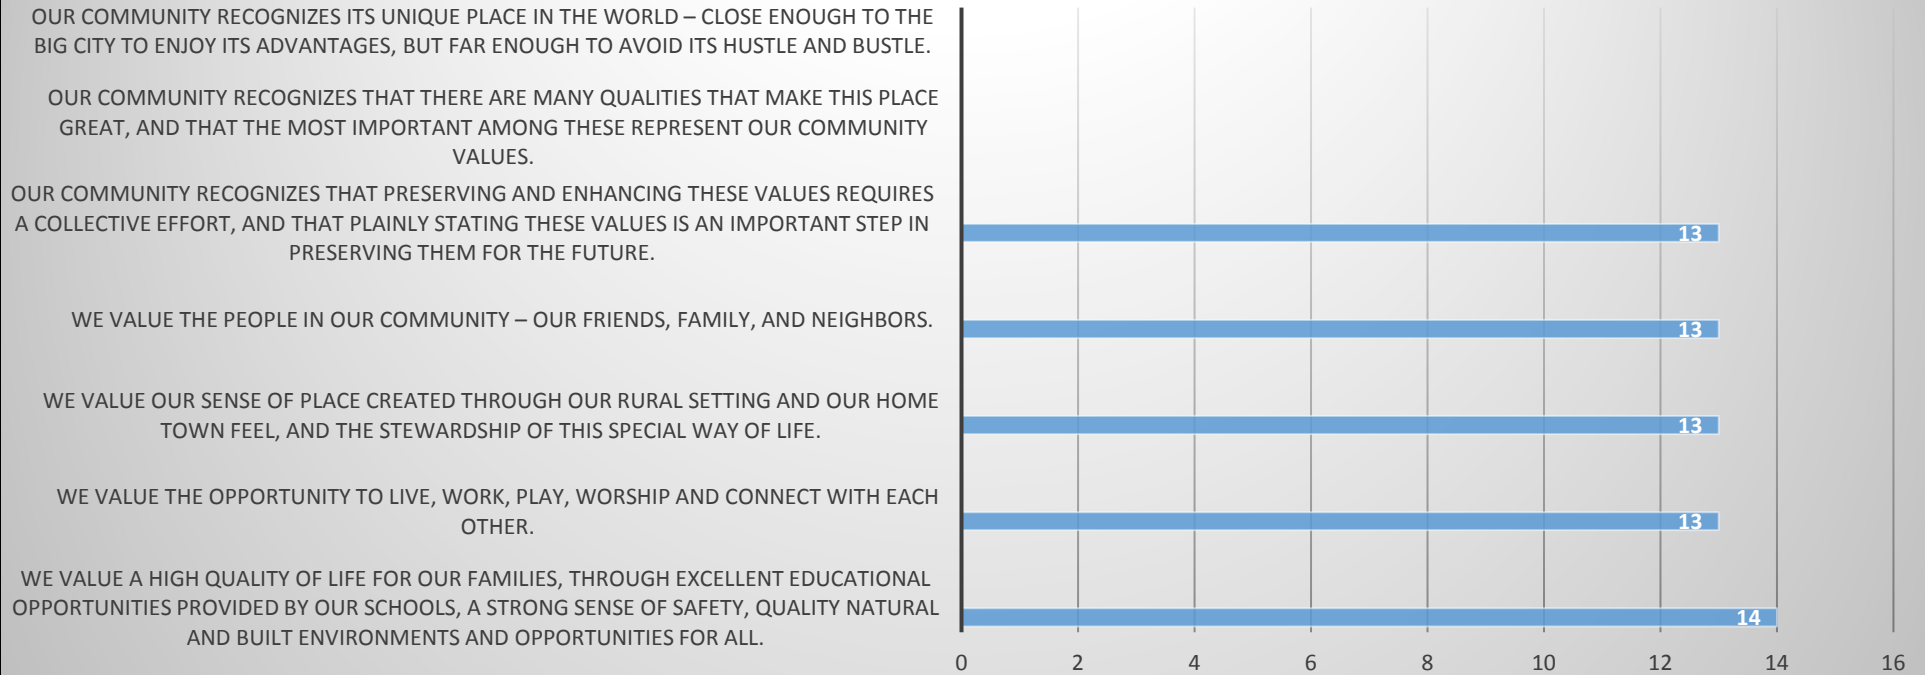 OUR COMMUNITY RECOGNIZES ITS UNIQUE PLACE IN THE WORLD – CLOSE ENOUGH TO THE
BIG CITY TO ENJOY ITS ADVANTAGES, BUT FAR ENOUGH TO AVOID ITS HUSTLE AND BUSTLE.
OUR COMMUNITY RECOGNIZES THAT THERE ARE MANY QUALITIES THAT MAKE THIS PLACE
GREAT, AND THAT THE MOST IMPORTANT AMONG THESE REPRESENT OUR COMMUNITY
VALUES.
OUR COMMUNITY RECOGNIZES THAT PRESERVING AND ENHANCING THESE VALUES REQUIRES
A COLLECTIVE EFFORT, AND THAT PLAINLY STATING THESE VALUES IS AN IMPORTANT STEP IN
PRESERVING THEM FOR THE FUTURE.
13
WE VALUE THE PEOPLE IN OUR COMMUNITY – OUR FRIENDS, FAMILY, AND NEIGHBORS.
13
WE VALUE OUR SENSE OF PLACE CREATED THROUGH OUR RURAL SETTING AND OUR HOME
TOWN FEEL, AND THE STEWARDSHIP OF THIS SPECIAL WAY OF LIFE.
13
WE VALUE THE OPPORTUNITY TO LIVE, WORK, PLAY, WORSHIP AND CONNECT WITH EACH
OTHER.
13
WE VALUE A HIGH QUALITY OF LIFE FOR OUR FAMILIES, THROUGH EXCELLENT EDUCATIONAL
OPPORTUNITIES PROVIDED BY OUR SCHOOLS, A STRONG SENSE OF SAFETY, QUALITY NATURAL
AND BUILT ENVIRONMENTS AND OPPORTUNITIES FOR ALL.
14
0 2 4 6 8 10 12 14 16